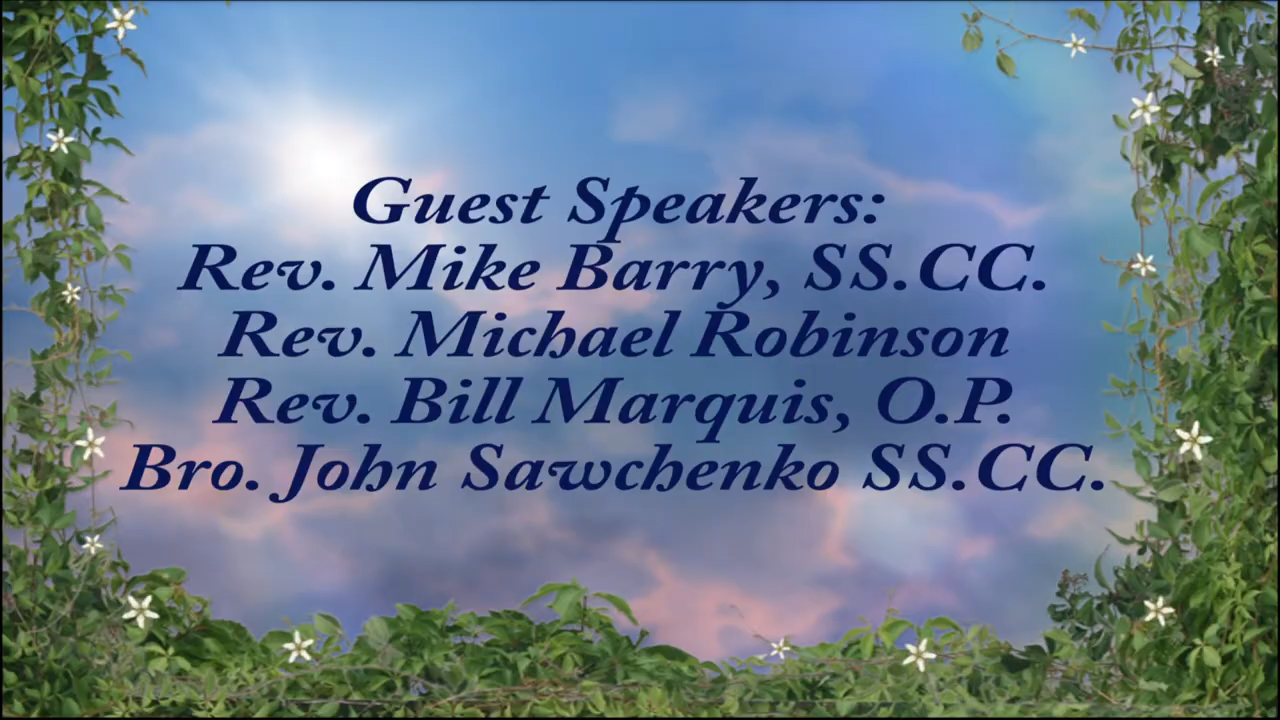 Guest Speakers:
Rev. Mike Barry, SS.CC.
Rev. Michael Robinson
Rev. Bill Marquis, O.P.
Bro. John Sawchenko SS.CC.